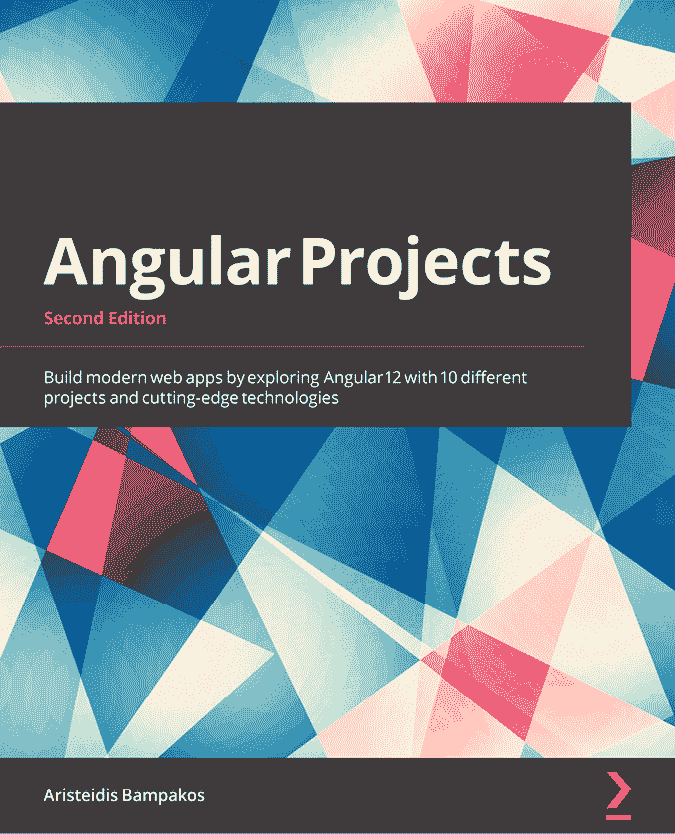 Angular Projects
Second Edition
Build modern web apps by exploring Angular 12 with 10 different
projects and cutting-edge technologies
Aristeidis Bampakos